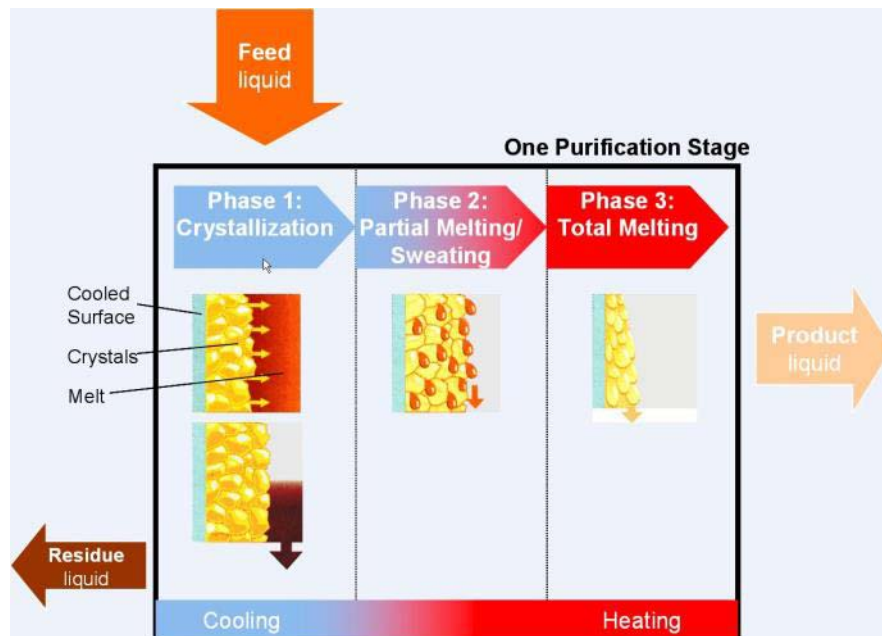 Feed
liquid
One Purification Stage
Phase 1:
Crystallization
Phase 2:
Partial Melting/
Sweating
Phase 3:
Total Melting
Cooled
Surface
Crystals
Melt
Product
liquid
Residue
liquid
Cooling
Heating